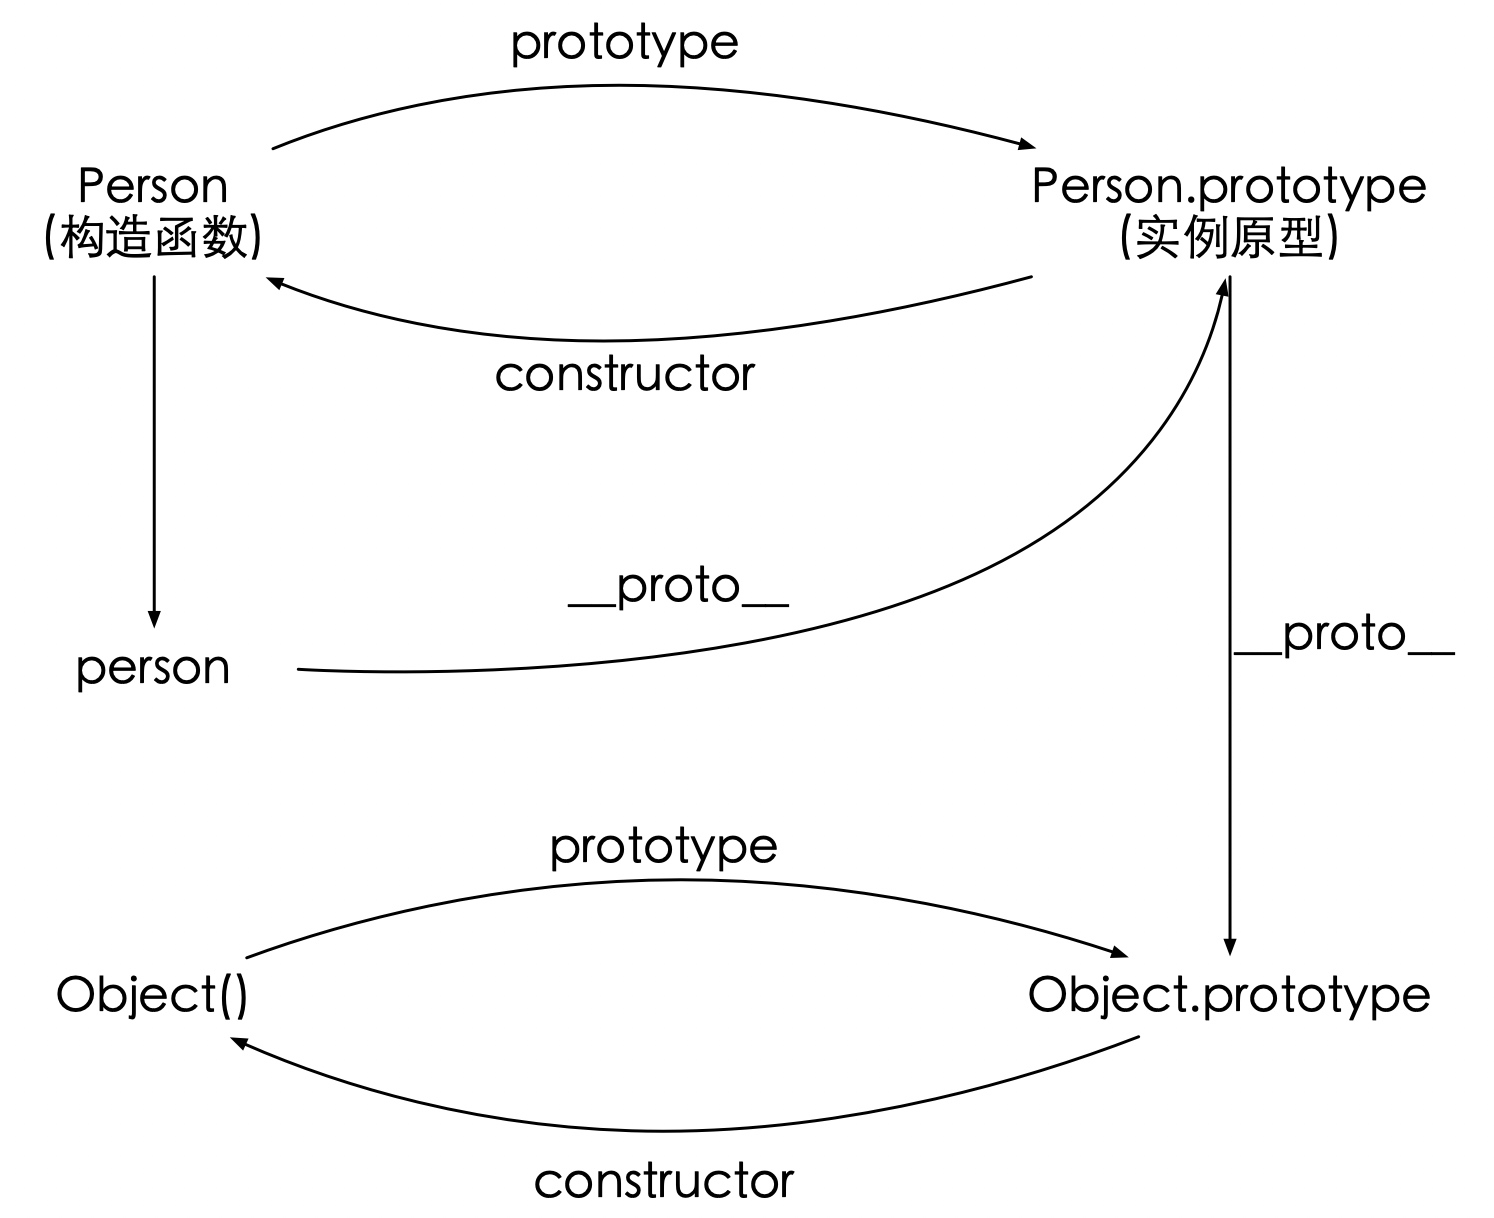 prototype
Person
(构造函数)
Person.prototype
(实例原型)
constructor
__proto__
__proto__
person
prototype
Object()
Object.prototype
constructor